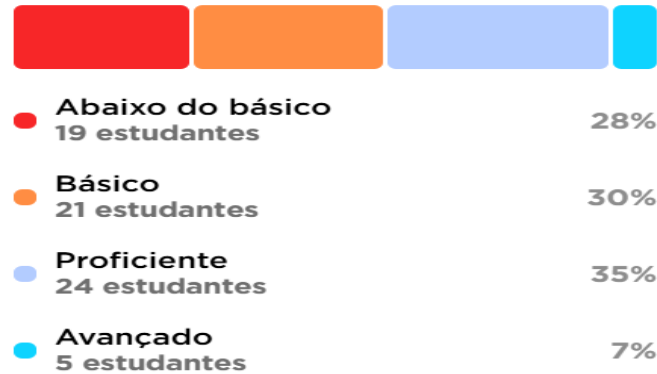 Abaixo do básico
19 estudantes
28%
Básico
21 estudantes
30%
Proficiente
24 estudantes
35%
Avançado
5 estudantes
7%